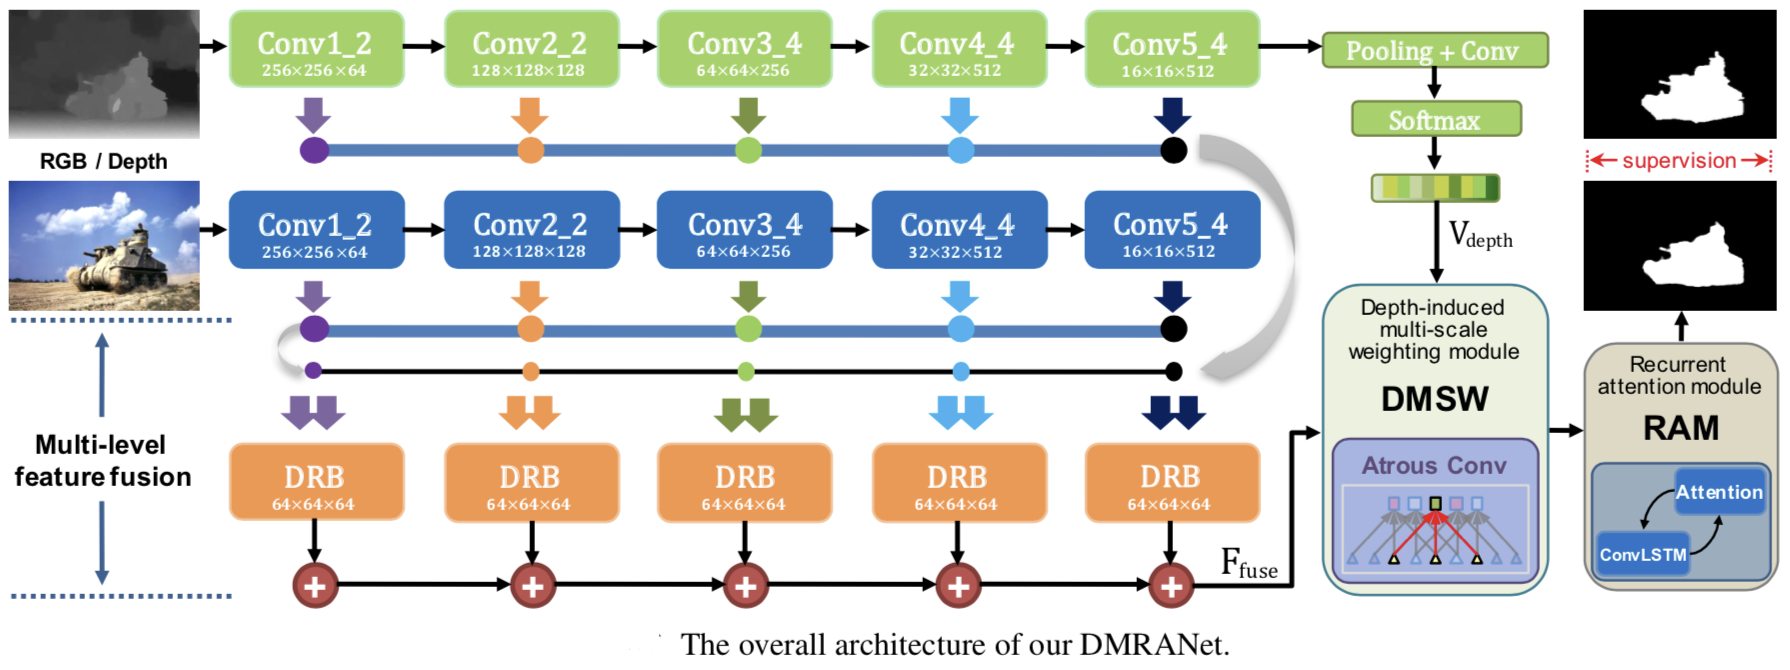 Conv1_2
256×256×64
Conv2_2
128×128×128
Conv3_4
64×64×256
Conv4_4
32×32×512
Conv5_4
16×16×512
Pooling + Conv
Softmax
RGB / Depth
supervision
Conv1_2
256×256×64
Conv2_2
128×128×128
Conv3_4
64×64×256
Conv4_4
32×32×512
Conv5_4
16×16×512
Vdepth
Depth-induced
multi-scale
weighting module
DMSW
Atrous Conv
Recurrent
attention module
RAM
Attention
ConvLSTM
Multi-level
feature fusion
DRB
64×64×64
DRB
64×64×64
DRB
64×64×64
DRB
64×64×64
DRB
64×64×64
+
+
+
+
+
Ffuse
The overall architecture of our DMRANet.